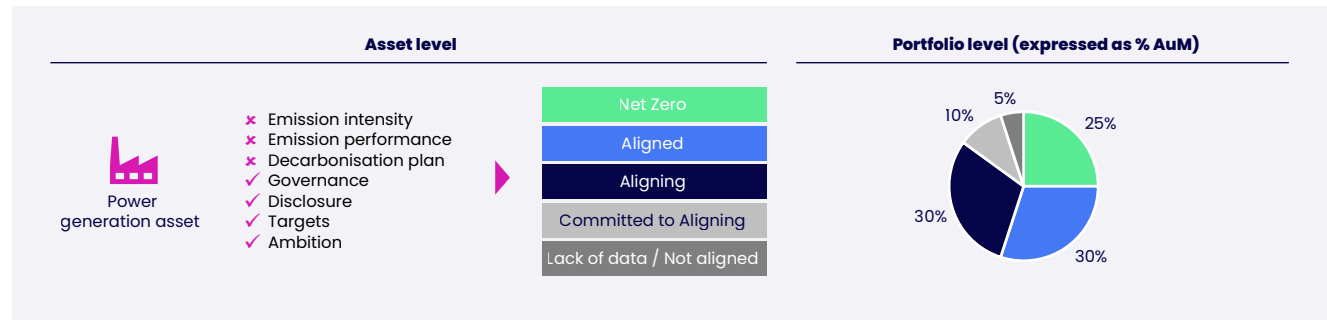 Asset level
Power
generation asset
Emission intensity
Emission performance
Decarbonisation plan
Governance
Disclosure
Targets
Ambition
Net Zero
Aligned
Aligning
Committed to Aligning
Lack of data / Not aligned
Portfolio level (expressed as % AuM)
5%
10%
25%
30%
30%